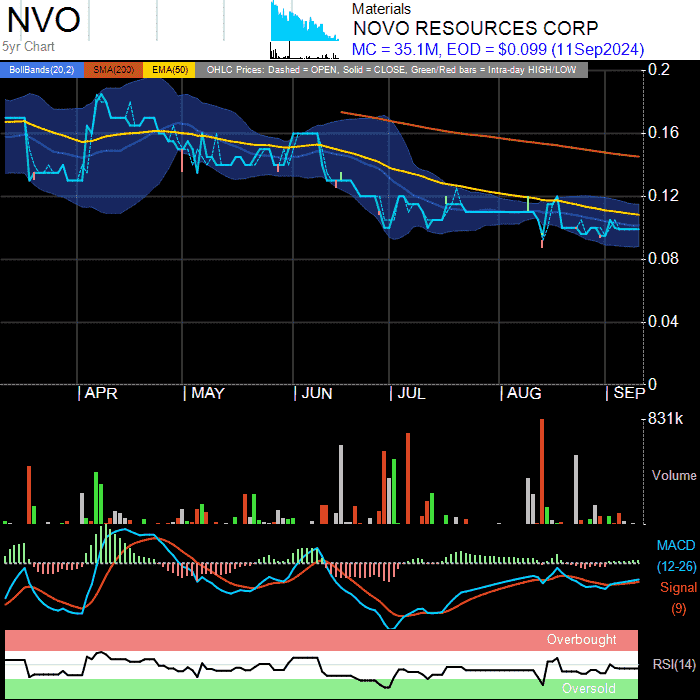 NVO
5yr Chart
Materials
NOVO RESOURCES CORP
MC = 35.1M, EOD = $0.099 (11Sep2024)
BollBands(20,2) SMA(200) EMA(50) OHLC Prices: Dashed = OPEN, Solid = CLOSE, Green/Red bars = Intra-day HIGH/LOW
0.2
0.16
0.12
0.08
0.04
0
APR MAY JUN JUL AUG SEP
831k
Volume
MACD
(12-26)
Signal
(9)
Overbought
RSI(14)
Oversold